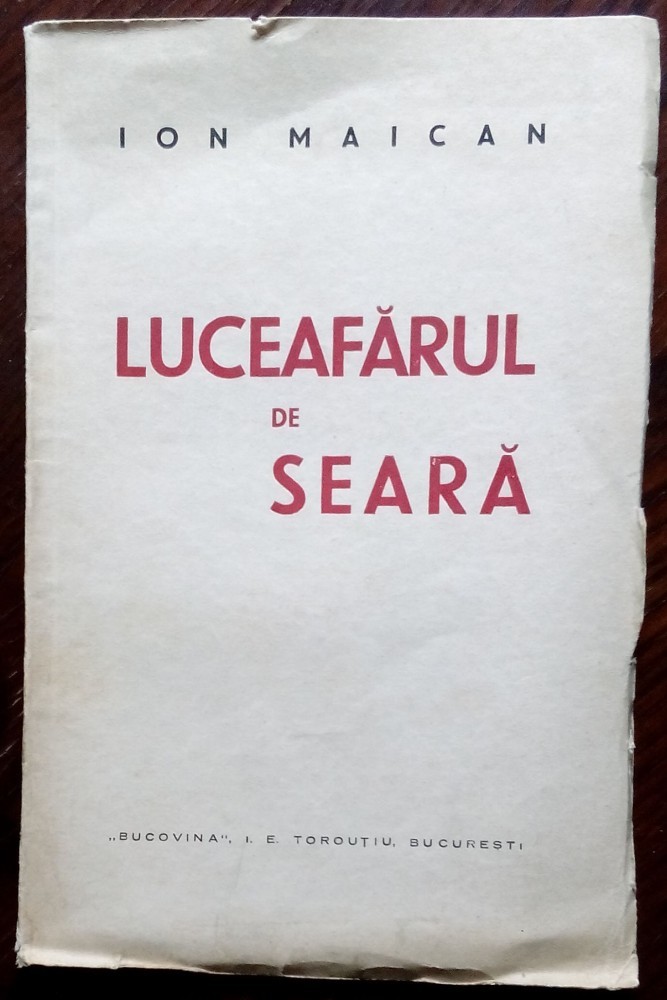 ION MAICAN
LUCEAFĂRUL
DE
SEARĂ
„BUCOVINA", I. E. TOROUȚIU, BUCUREȘTI